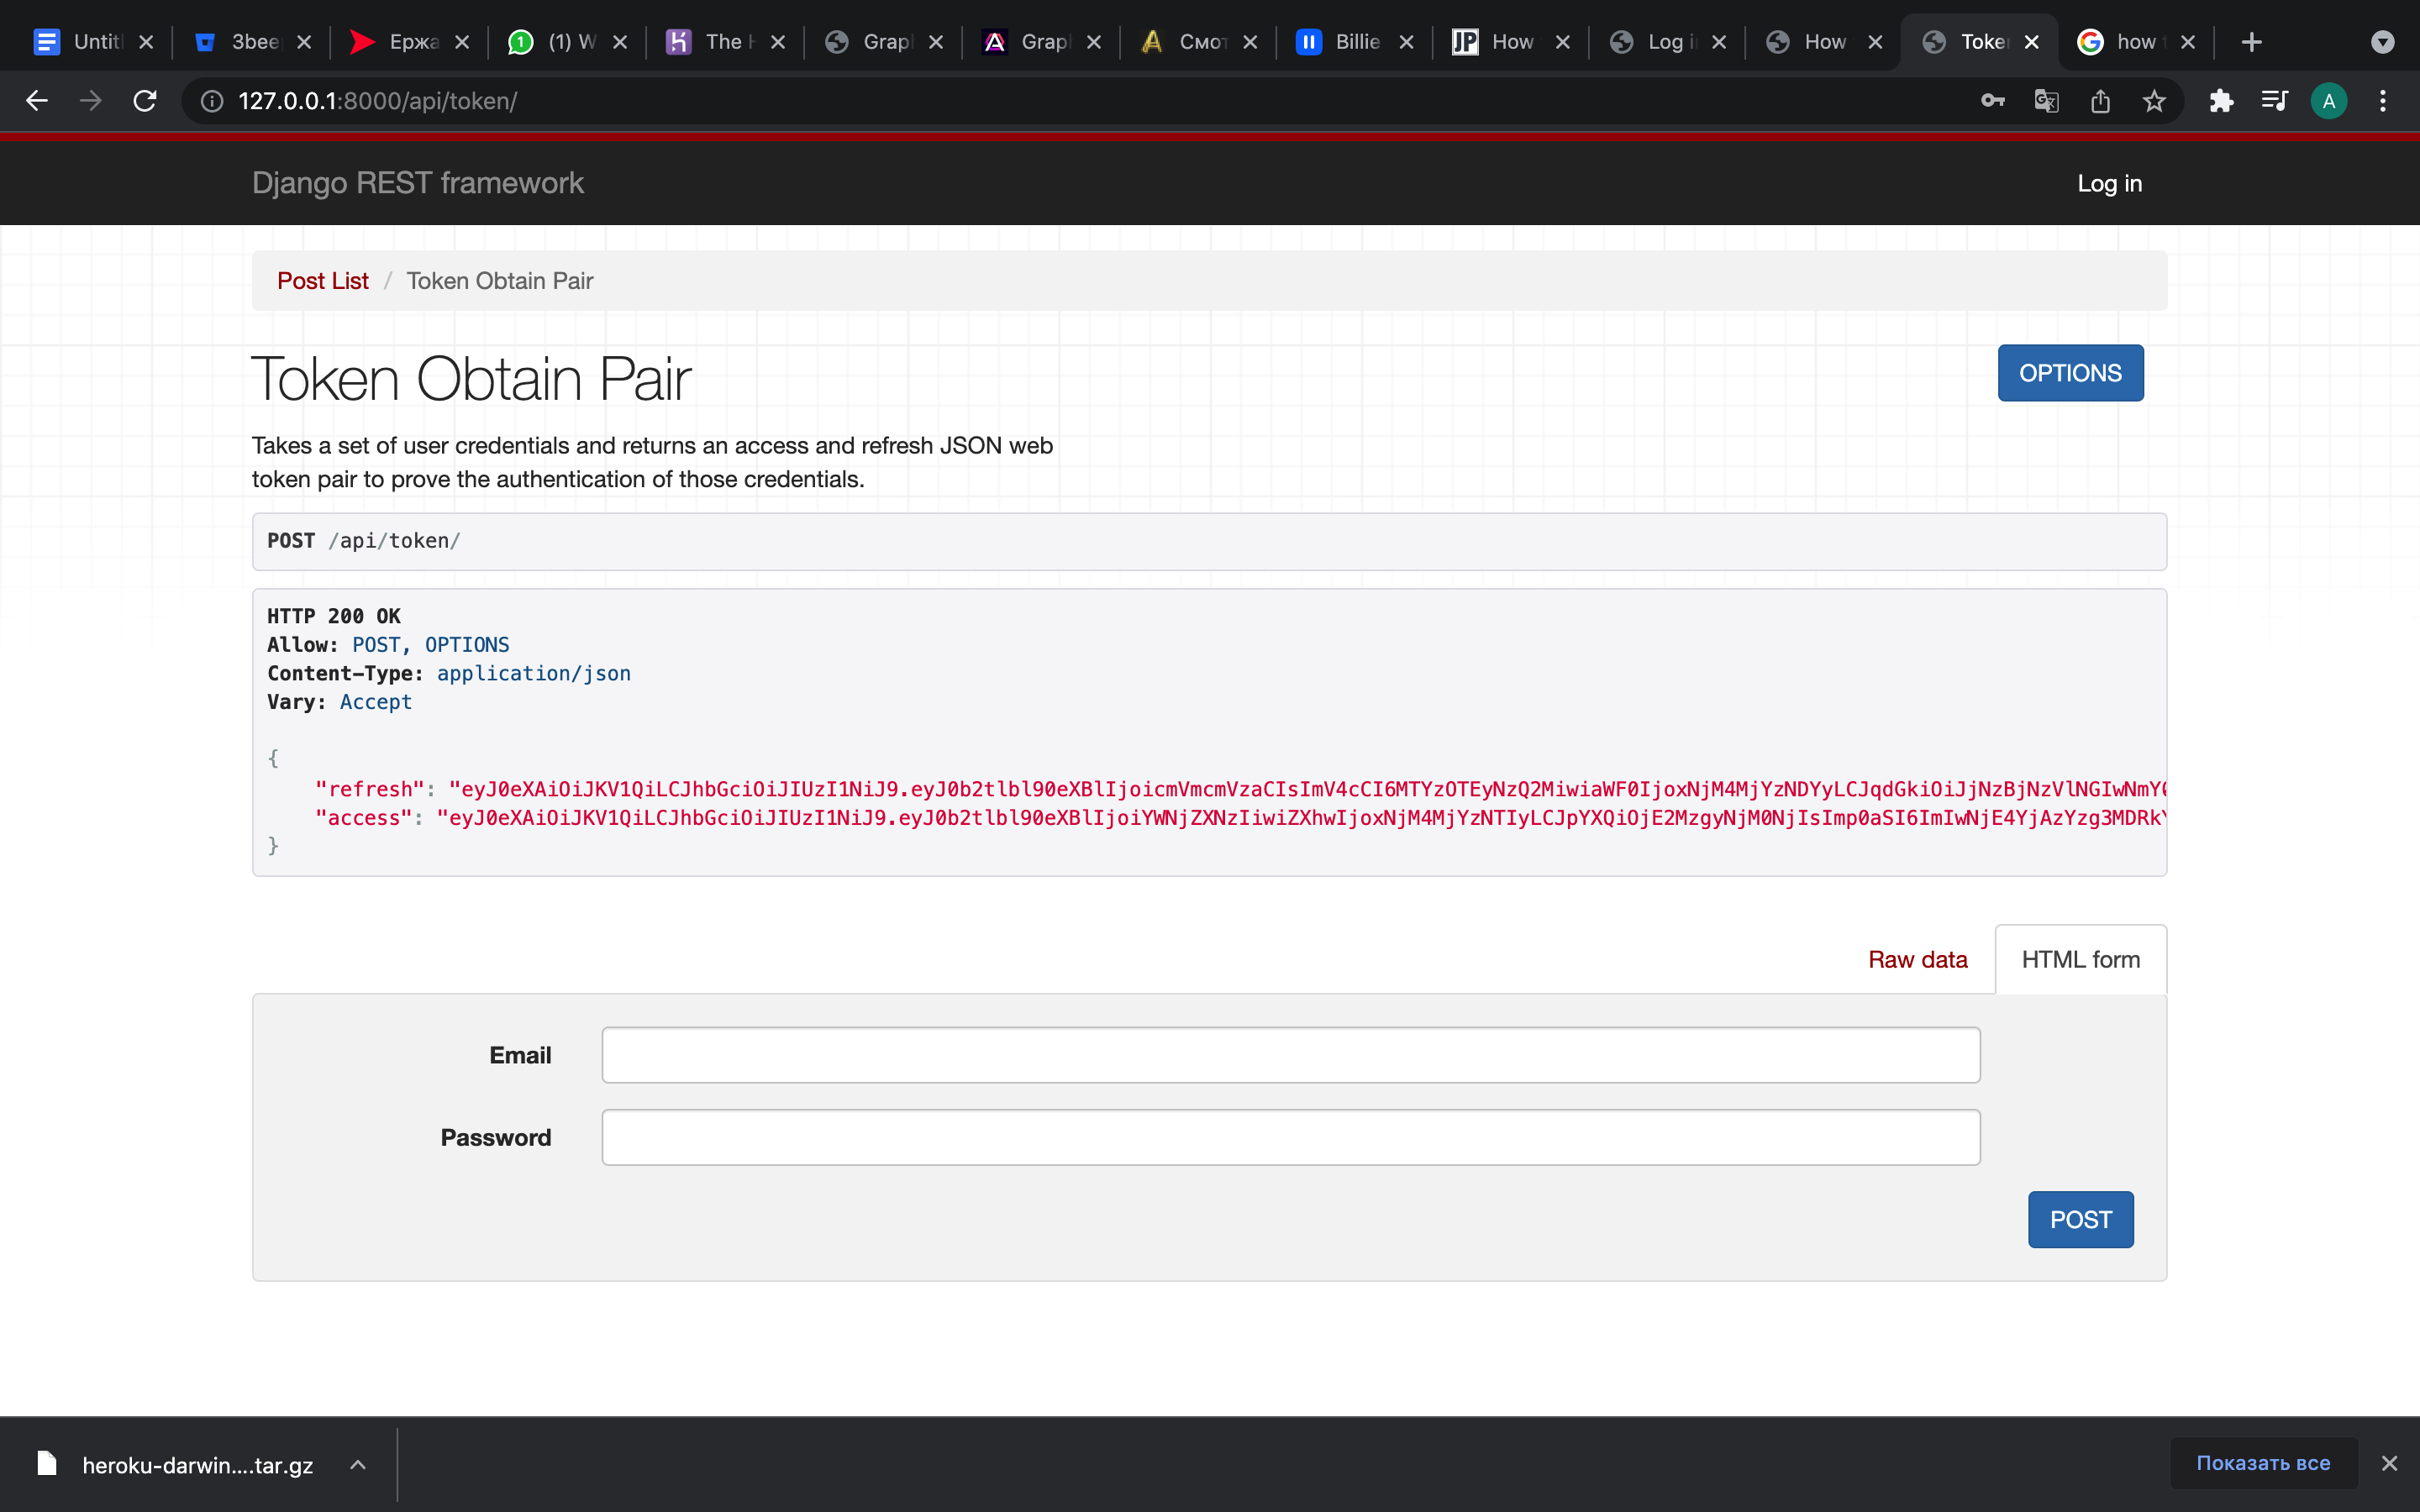 Untit
3bee
Ержа
(1) W
The H
Grap
Grap
Смот
Billie
How
Log i
How
Toke
how
127.0.0.1:8000/api/token/
A
Django REST framework
Log in
Post List / Token Obtain Pair
Token Obtain Pair
OPTIONS
Takes a set of user credentials and returns an access and refresh JSON web
token pair to prove the authentication of those credentials.
POST /api/token/
HTTP 200 OK
Allow: POST, OPTIONS
Content-Type: application/json
Vary: Accept
{
"refresh": "eyJ0eXAiOiJKV1QiLCJhbGciOiJIUzI1NiJ9.eyJ0b2tlbl90eXBlIjoicmVmcmVzaCIsImV4cCI6MTYzOTEyNzQ2MiwiaWF0IjoxNjM4MjYzNDYyLCJqdGkiOiJjNzBjNzVlNGIwNmY
"access": "eyJ0eXAiOiJKV1QiLCJhbGciOiJIUzI1NiJ9.eyJ0b2tlbl90eXBlIjoiYWNjZXNzIiwiZXhwIjoxNjM4MjYzNTIyLCJpYXQiOjE2MzgyNjM0NjIsImp0aSI6ImIwNjE4YjAzYzg3MDRk
}
Raw data
HTML form
Email
Password
POST
heroku-darwin....tar.gz
Показать все